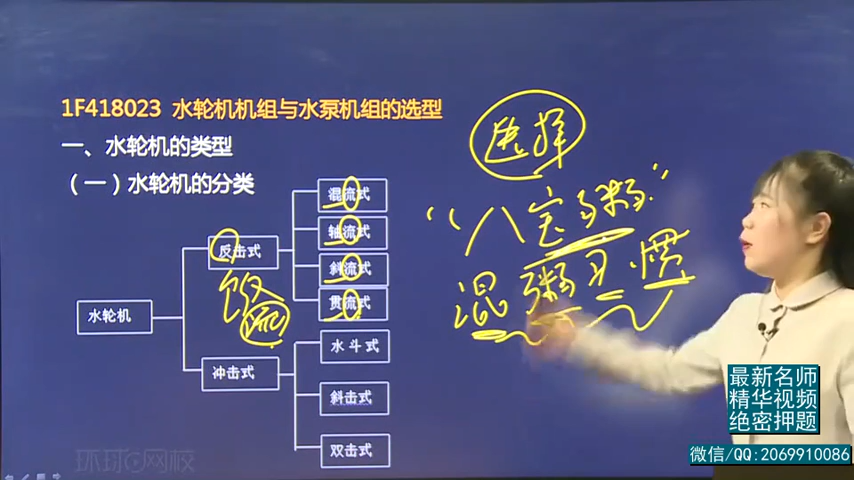 1F418023 水轮机机组与水泵机组的选型
一、水轮机的类型
（一）水轮机的分类
选择
“八宝粥”
混粥习惯
混流式
轴流式
斜流式
贯流式
反击式
饭
流
水轮机
冲击式
水斗式
斜击式
双击式
环球网校
最新名师
精华视频
绝密押题
微信/QQ:2069910086